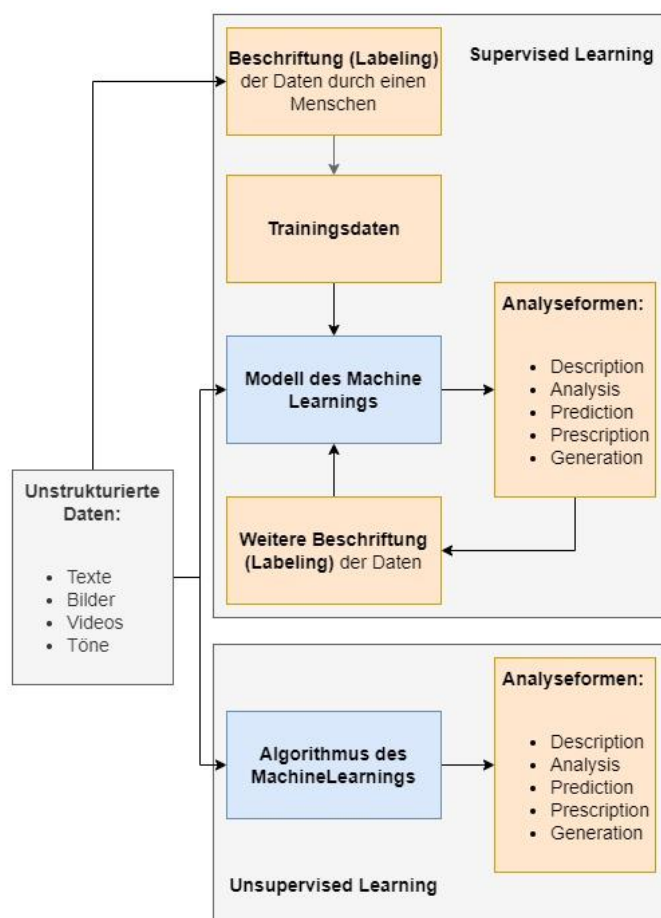 Beschriftung (Labeling)
der Daten durch einen
Menschen
Supervised Learning
Trainingsdaten
Modell des Machine
Learnings
Analyseformen:
• Description
• Analysis
• Prediction
• Prescription
• Generation
Weitere Beschriftung
(Labeling) der Daten
Unstrukturierte
Daten:
• Texte
• Bilder
• Videos
• Töne
Algorithmus des
MachineLearnings
Analyseformen:
• Description
• Analysis
• Prediction
• Prescription
• Generation
Unsupervised Learning